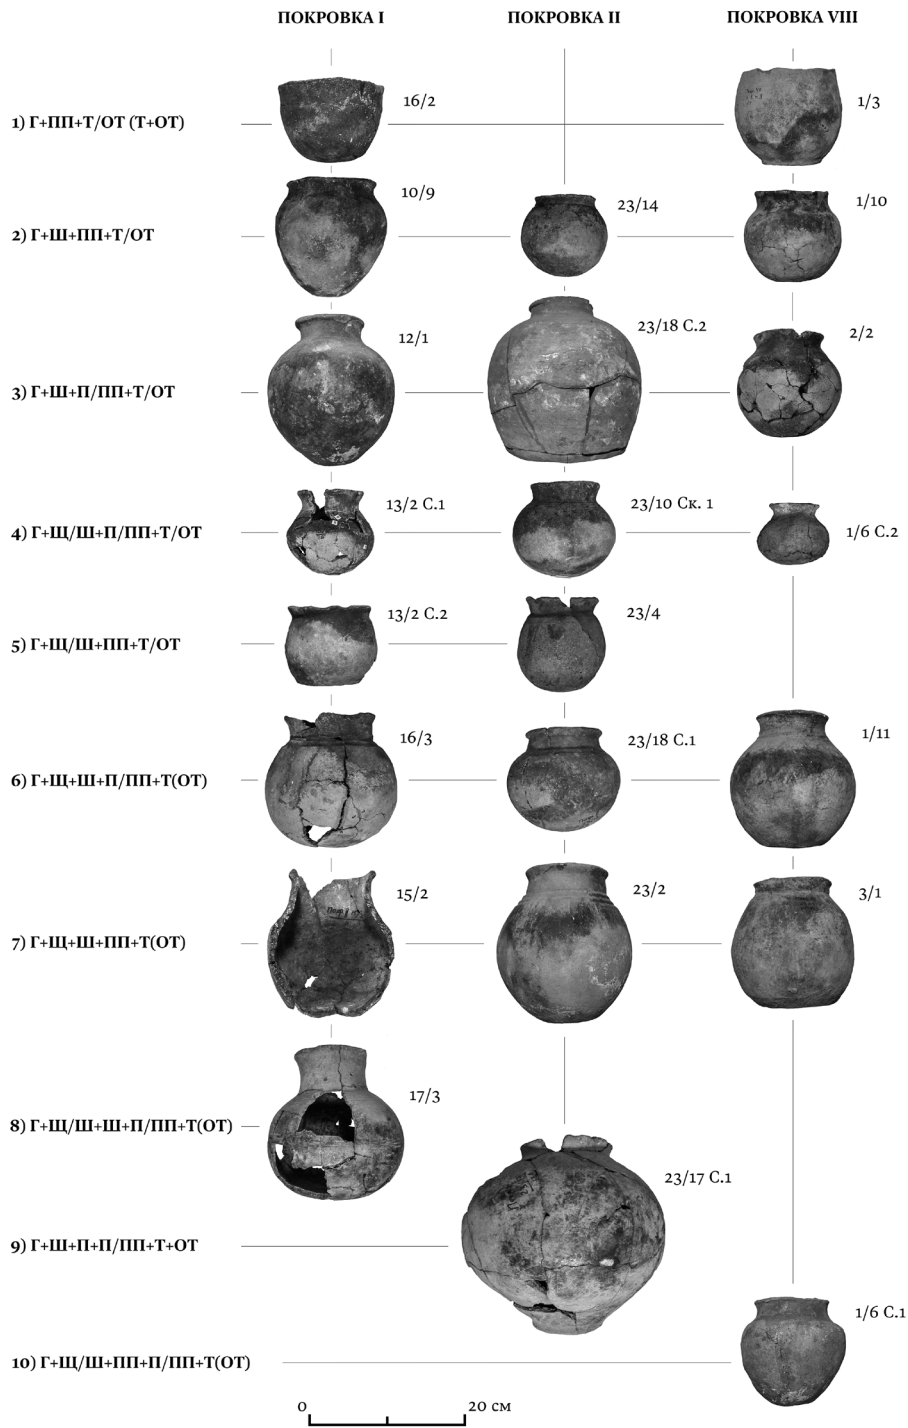 ПОКРОВКА I ПОКРОВКА II ПОКРОВКА VIII
1) Г+ПП+Т/ОТ (Т+ОТ) 16/2 1/3
2) Г+Ш+ПП+Т/ОТ 10/9 23/14 1/10
3) Г+Ш+П/ПП+Т/ОТ 12/1 23/18 С.2 2/2
4) Г+Щ/Ш+П/ПП+Т/ОТ 13/2 С.1 23/10 Ск. 1 1/6 С.2
5) Г+Щ/Ш+ПП+Т/ОТ 13/2 С.2 23/4
6) Г+Щ+Ш+П/ПП+Т(ОТ) 16/3 23/18 С.1 1/11
7) Г+Щ+Ш+ПП+Т(ОТ) 15/2 23/2 3/1
8) Г+Щ/Ш+Ш+П/ПП+Т(ОТ) 17/3
9) Г+Ш+П+П/ПП+Т+ОТ 23/17 С.1
10) Г+Щ/Ш+ПП+П/ПП+Т(ОТ) 1/6 С.1
0 20 см